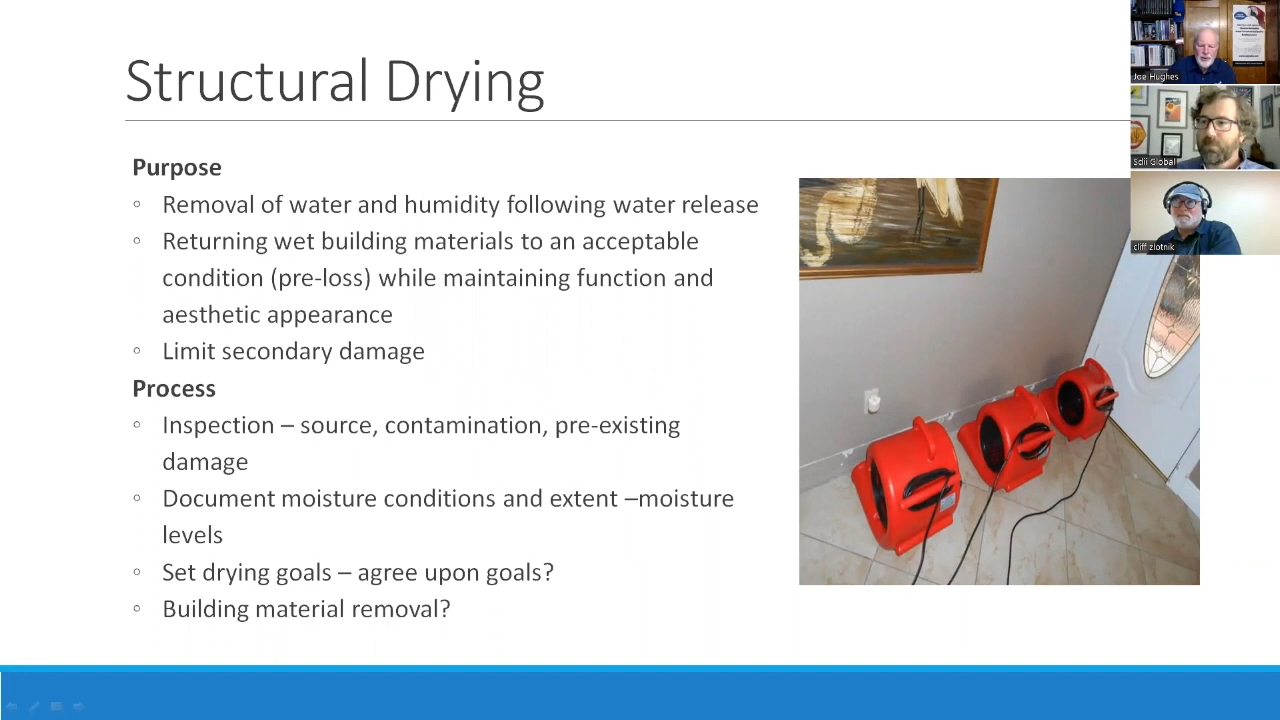 Structural Drying
Purpose
◦ Removal of water and humidity following water release
◦ Returning wet building materials to an acceptable
condition (pre-loss) while maintaining function and
aesthetic appearance
◦ Limit secondary damage
Process
◦ Inspection – source, contamination, pre-existing
damage
◦ Document moisture conditions and extent –moisture
levels
◦ Set drying goals – agree upon goals?
◦ Building material removal?
Joe Hughes
Sdii Global
cliff zlotnik